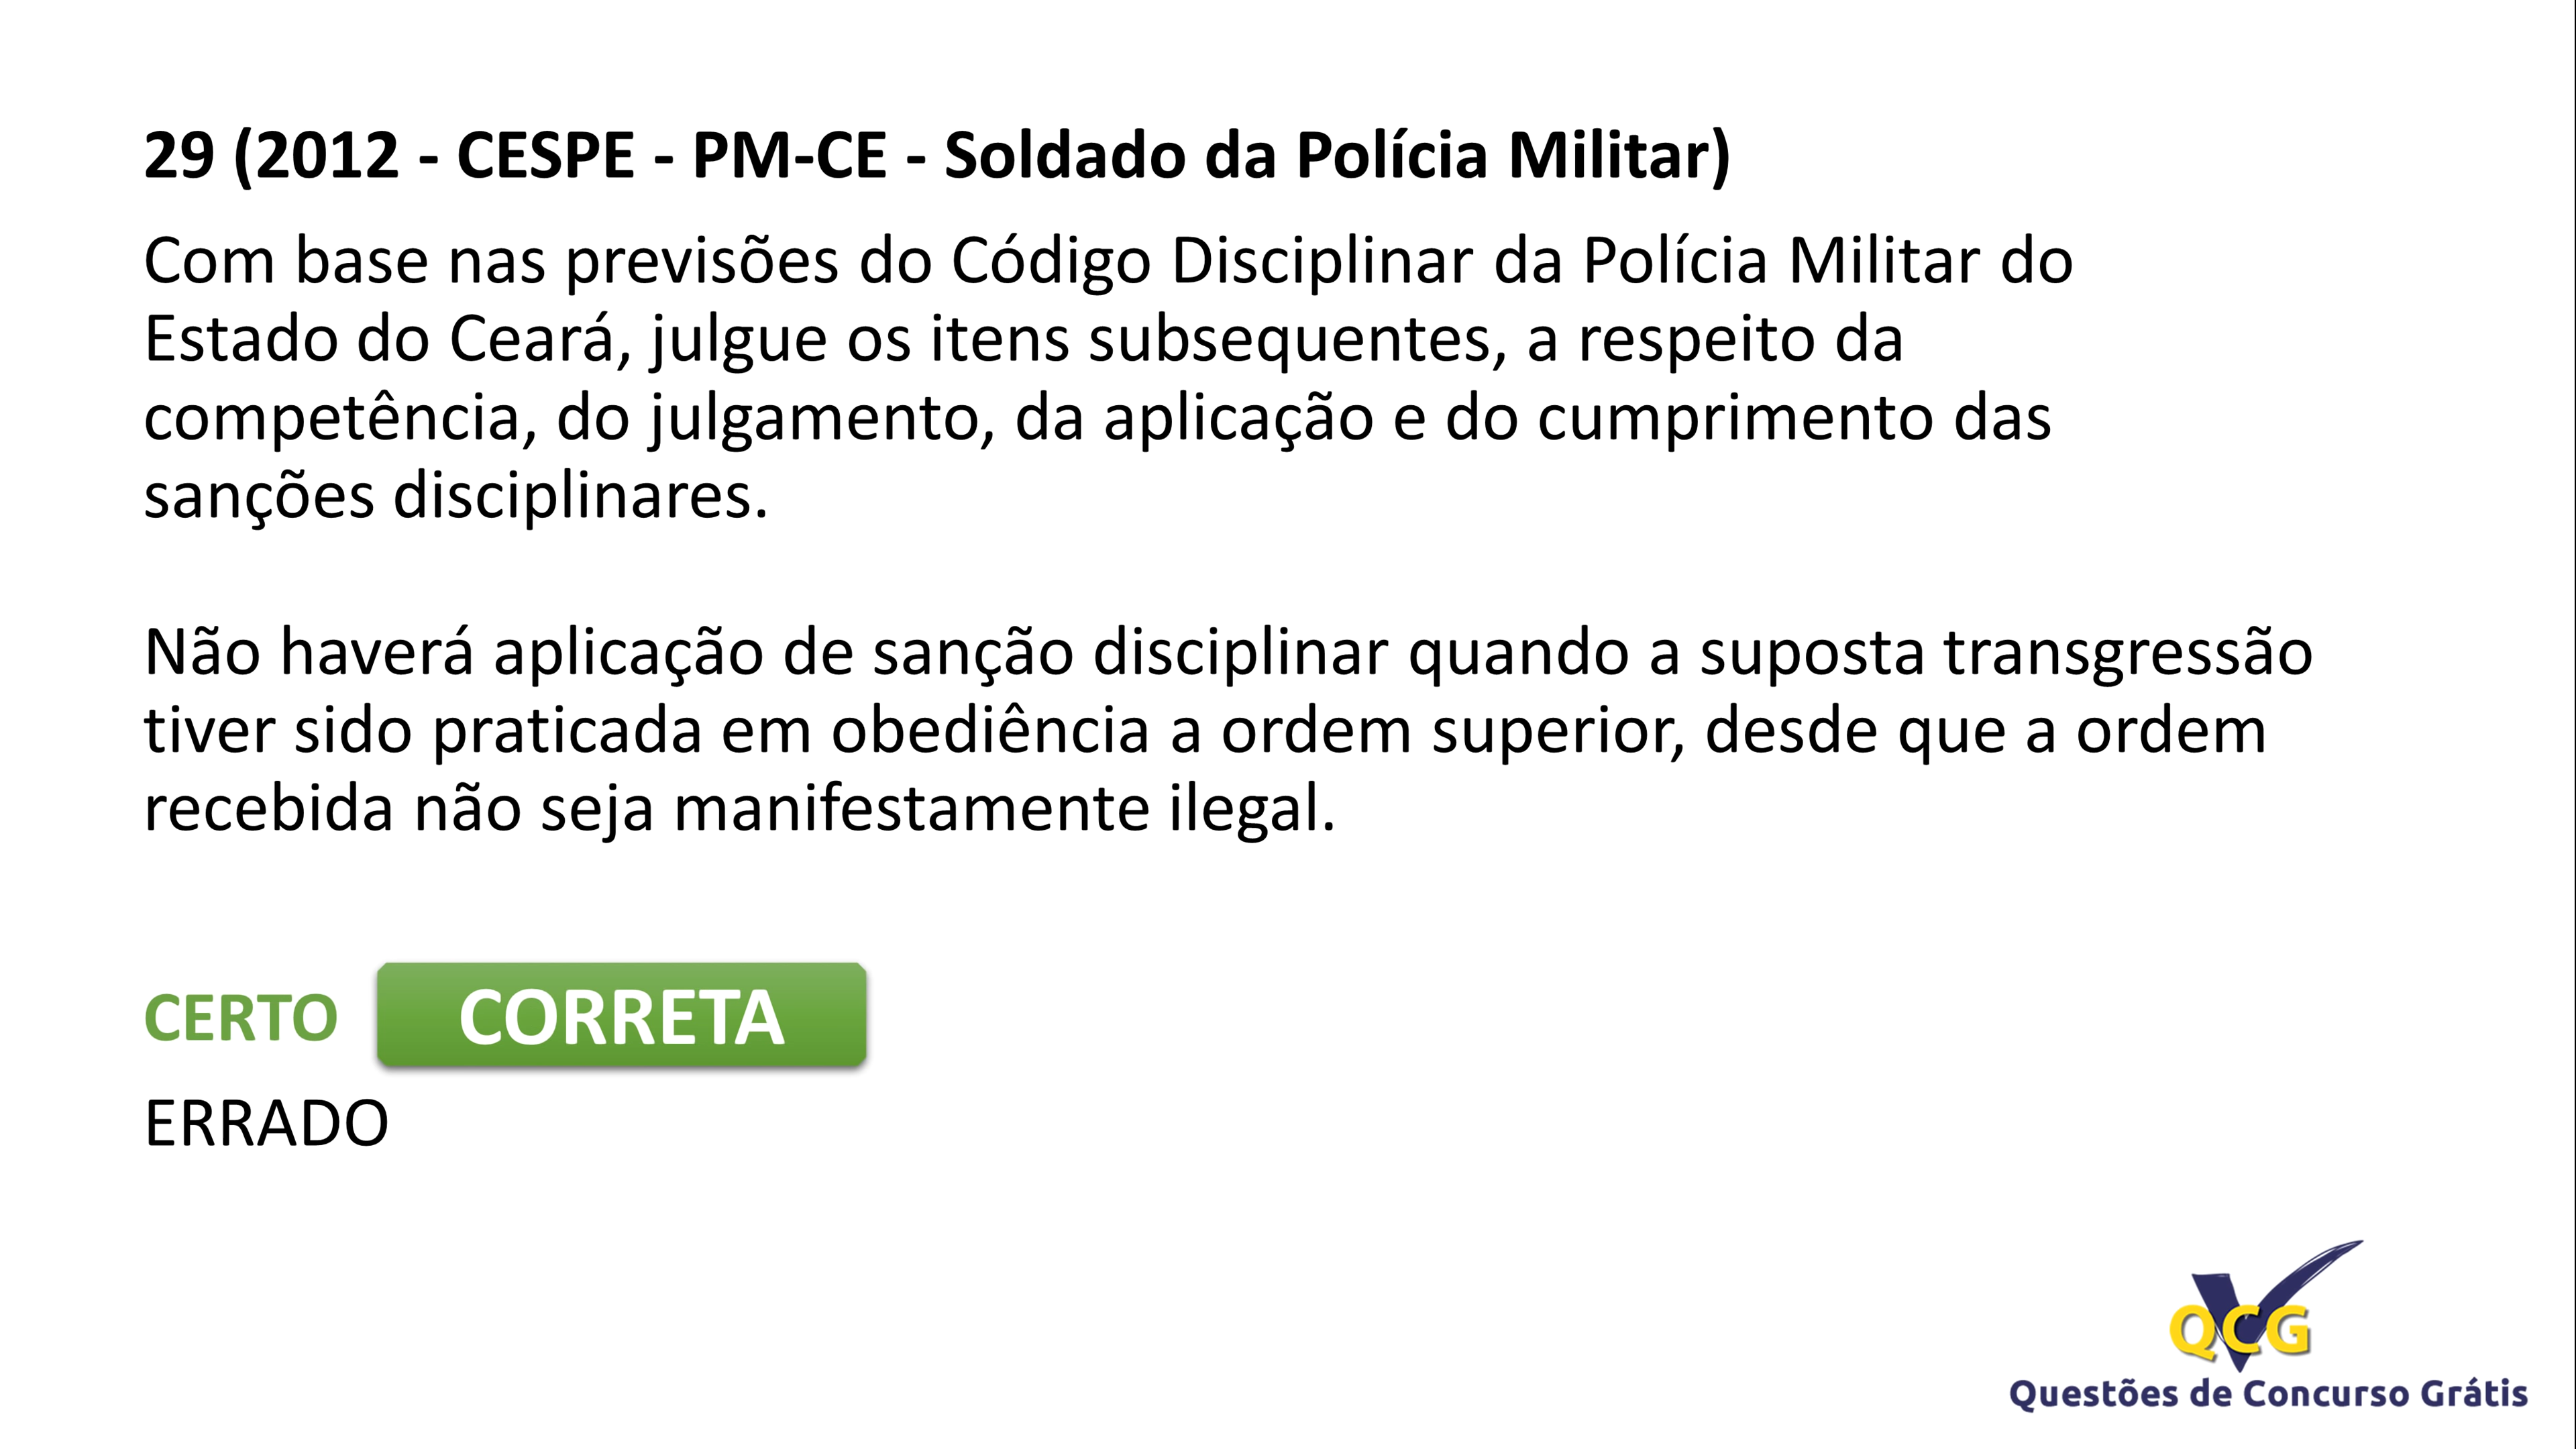 29 (2012 - CESPE - PM-CE - Soldado da Polícia Militar)
Com base nas previsões do Código Disciplinar da Polícia Militar do
Estado do Ceará, julgue os itens subsequentes, a respeito da
competência, do julgamento, da aplicação e do cumprimento das
sanções disciplinares.
Não haverá aplicação de sanção disciplinar quando a suposta transgressão
tiver sido praticada em obediência a ordem superior, desde que a ordem
recebida não seja manifestamente ilegal.
CERTO CORRETA
ERRADO
QCG
Questões de Concurso Grátis